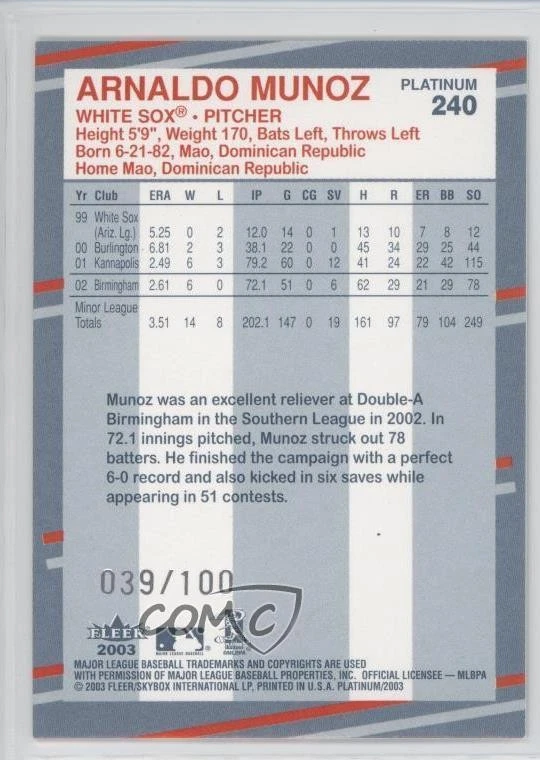 ARNALDO MUNOZ
PLATINUM
240
WHITE SOX® • PITCHER
Height 5'9", Weight 170, Bats Left, Throws Left
Born 6-21-82, Mao, Dominican Republic
Home Mao, Dominican Republic
Yr Club ERA W L IP G CG SV H R ER BB SO
99 White Sox
(Ariz. Lg.) 5.25 0 2 12.0 14 0 1 13 10 7 8 12
00 Burlington 6.81 2 3 38.1 22 0 0 45 34 29 25 44
01 Kannapolis 2.49 6 3 79.2 60 0 12 41 24 22 42 115
02 Birmingham 2.61 6 0 72.1 51 0 6 62 29 21 29 78
Minor League
Totals 3.51 14 8 202.1 147 0 19 161 97 79 104 249
Munoz was an excellent reliever at Double-A
Birmingham in the Southern League in 2002. In
72.1 innings pitched, Munoz struck out 78
batters. He finished the campaign with a perfect
6-0 record and also kicked in six saves while
appearing in 51 contests.
039/100
COMC
FLEER
2003
MAJOR LEAGUE BASEBALL
MAJOR LEAGUE BASEBALL TRADEMARKS AND COPYRIGHTS ARE USED
WITH PERMISSION OF MAJOR LEAGUE BASEBALL PROPERTIES, INC. OFFICIAL LICENSEE — MLBPA
© 2003 FLEER/SKYBOX INTERNATIONAL LP, PRINTED IN U.S.A. PLATINUM/2003